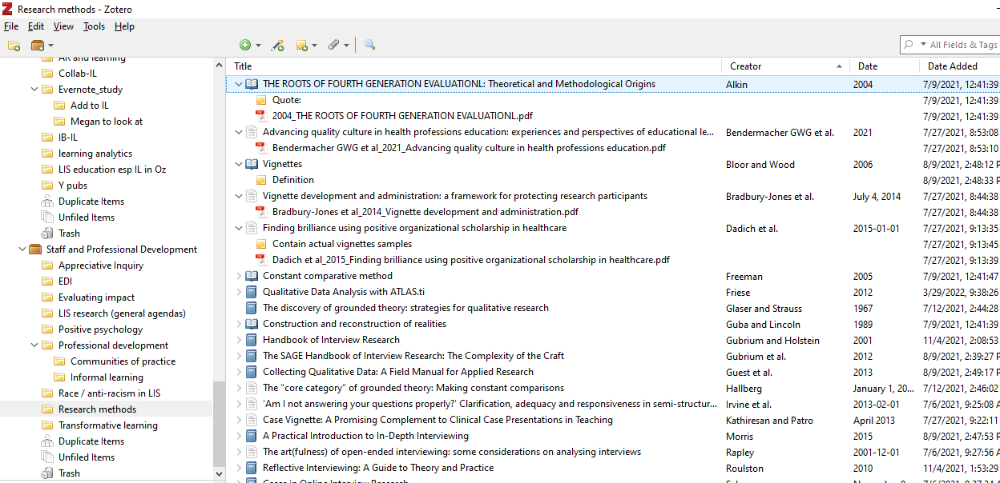 Research methods - Zotero
File Edit View Tools Help
All Fields & Tags
AR and learning
Collab-IL
Evernote_study
Add to IL
Megan to look at
IB-IL
learning analytics
LIS education esp IL in Oz
Y pubs
Duplicate Items
Unfiled Items
Trash
Staff and Professional Development
Appreciative Inquiry
EDI
Evaluating impact
LIS research (general agendas)
Positive psychology
Professional development
Communities of practice
Informal learning
Race / anti-racism in LIS
Research methods
Transformative learning
Duplicate Items
Unfiled Items
Trash
Title Creator Date Date Added
THE ROOTS OF FOURTH GENERATION EVALUATIONL: Theoretical and Methodological Origins Alkin 2004 7/9/2021, 12:41:39
Quote: 7/9/2021, 12:41:39
2004_THE ROOTS OF FOURTH GENERATION EVALUATIONL.pdf 7/9/2021, 12:41:39
Advancing quality culture in health professions education: experiences and perspectives of educational le... Bendermacher GWG et al. 2021 7/27/2021, 8:53:08
Bendermacher GWG et al_2021_Advancing quality culture in health professions education.pdf 7/27/2021, 8:53:10
Vignettes Bloor and Wood 2006 8/9/2021, 2:48:12 P
Definition 8/9/2021, 2:48:33 P
Vignette development and administration: a framework for protecting research participants Bradbury-Jones et al. July 4, 2014 7/27/2021, 8:44:38
Bradbury-Jones et al_2014_Vignette development and administration.pdf 7/27/2021, 8:44:38
Finding brilliance using positive organizational scholarship in healthcare Dadich et al. 2015-01-01 7/27/2021, 9:13:35
Contain actual vignettes samples 7/27/2021, 9:13:45
Dadich et al_2015_Finding brilliance using positive organizational scholarship in healthcare.pdf 7/27/2021, 9:13:39
Constant comparative method Freeman 2005 7/9/2021, 12:41:47
Qualitative Data Analysis with ATLAS.ti Friese 2012 3/29/2022, 9:38:26
The discovery of grounded theory: strategies for qualitative research Glaser and Strauss 1967 7/12/2021, 2:44:28
Construction and reconstruction of realities Guba and Lincoln 1989 7/9/2021, 12:41:39
Handbook of Interview Research Gubrium and Holstein 2001 11/4/2021, 2:08:53
The SAGE Handbook of Interview Research: The Complexity of the Craft Gubrium et al. 2012 8/9/2021, 2:39:27 P
Collecting Qualitative Data: A Field Manual for Applied Research Guest et al. 2013 8/9/2021, 2:49:17 P
The “core category” of grounded theory: Making constant comparisons Hallberg January 1, 20... 7/12/2021, 2:46:02
‘Am I not answering your questions properly?’ Clarification, adequacy and responsiveness in semi-structur... Irvine et al. 2013-02-01 7/6/2021, 9:25:08 A
Case Vignette: A Promising Complement to Clinical Case Presentations in Teaching Kathiresan and Patro April 2013 7/27/2021, 9:22:11
A Practical Introduction to In-Depth Interviewing Morris 2015 8/9/2021, 2:47:53 P
The art(fulness) of open-ended interviewing: some considerations on analysing interviews Rapley 2001-12-01 7/6/2021, 9:27:56 A
Reflective Interviewing: A Guide to Theory and Practice Roulston 2010 11/4/2021, 1:53:29
Cases in Online Interview Research